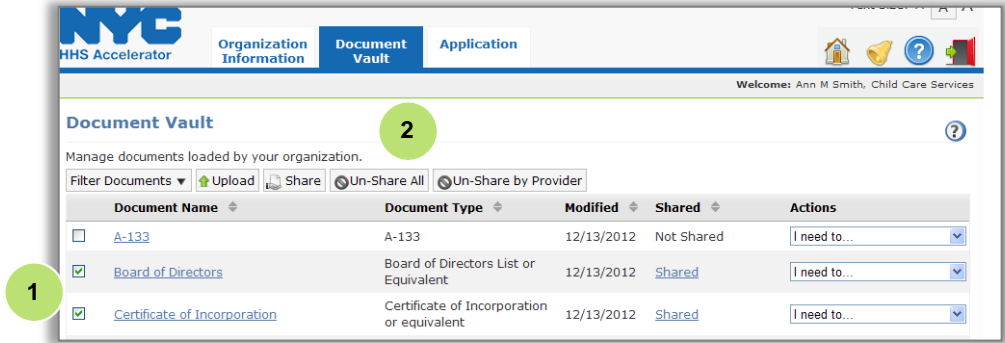 NYC
HHS Accelerator
Organization Information
Document Vault
Application
A
Welcome: Ann M Smith, Child Care Services
Document Vault
2
Manage documents loaded by your organization.
Filter Documents Upload Share Un-Share All Un-Share by Provider
Document Name Document Type Modified Shared Actions
A-133 A-133 12/13/2012 Not Shared I need to...
Board of Directors Board of Directors List or Equivalent 12/13/2012 Shared I need to...
1
Certificate of Incorporation Certificate of Incorporation or equivalent 12/13/2012 Shared I need to...